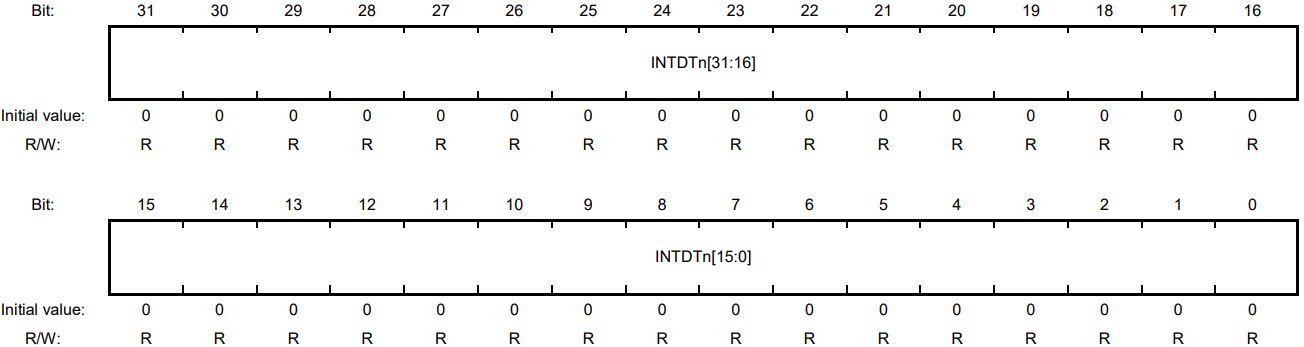 Bit: 31 30 29 28 27 26 25 24 23 22 21 20 19 18 17 16
INTDTn[31:16]
Initial value: 0 0 0 0 0 0 0 0 0 0 0 0 0 0 0 0
R/W: R R R R R R R R R R R R R R R R
Bit: 15 14 13 12 11 10 9 8 7 6 5 4 3 2 1 0
INTDTn[15:0]
Initial value: 0 0 0 0 0 0 0 0 0 0 0 0 0 0 0 0
R/W: R R R R R R R R R R R R R R R R